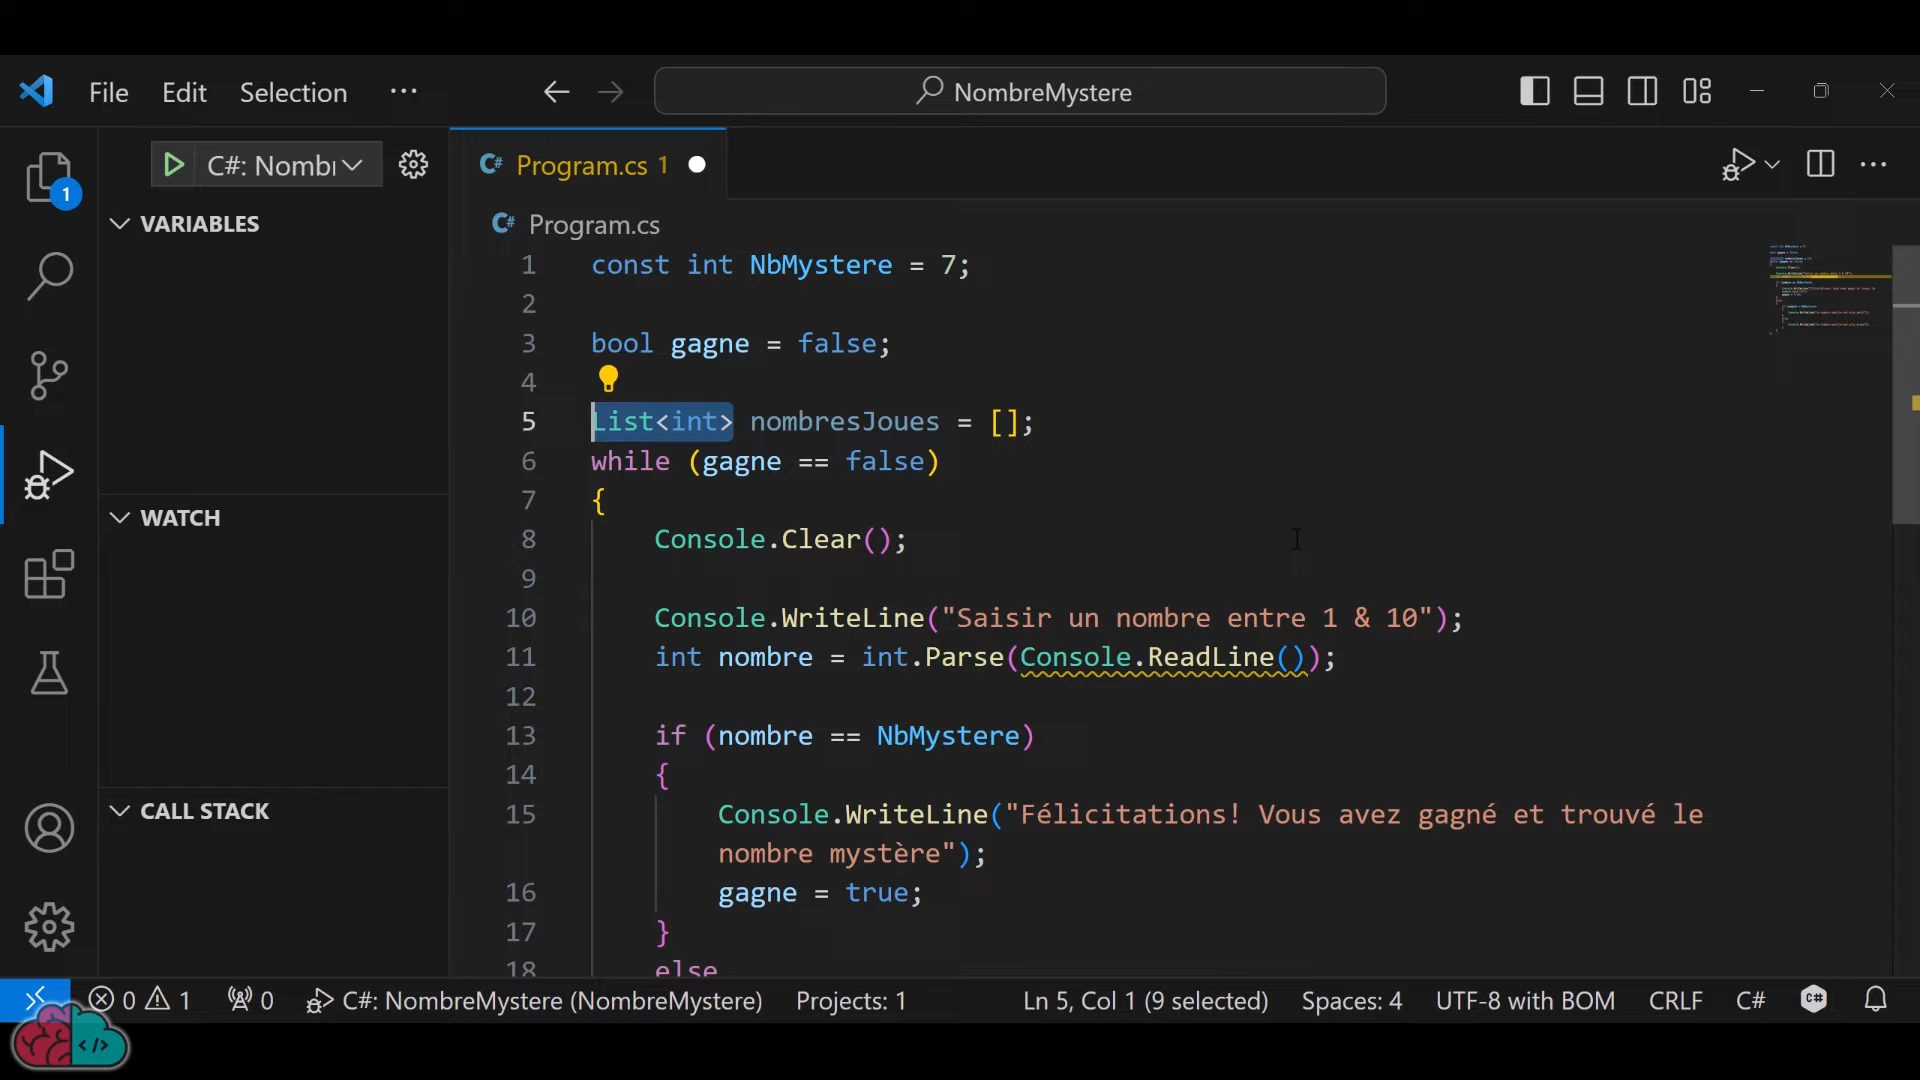 File Edit Selection ···
NombreMystere
C#: Nombr
Program.cs 1
VARIABLES
Program.cs
1 const int NbMystere = 7;
2
3 bool gagne = false;
4
5 List<int> nombresJoues = [];
6 while (gagne == false)
7 {
8 Console.Clear();
9
10 Console.WriteLine("Saisir un nombre entre 1 & 10");
11 int nombre = int.Parse(Console.ReadLine());
12
13 if (nombre == NbMystere)
14 {
15 Console.WriteLine("Félicitations! Vous avez gagné et trouvé le
nombre mystère");
16 gagne = true;
17 }
18 else
1
WATCH
CALL STACK
0 1 0 C#: NombreMystere (NombreMystere) Projects: 1 Ln 5, Col 1 (9 selected) Spaces: 4 UTF-8 with BOM CRLF C#